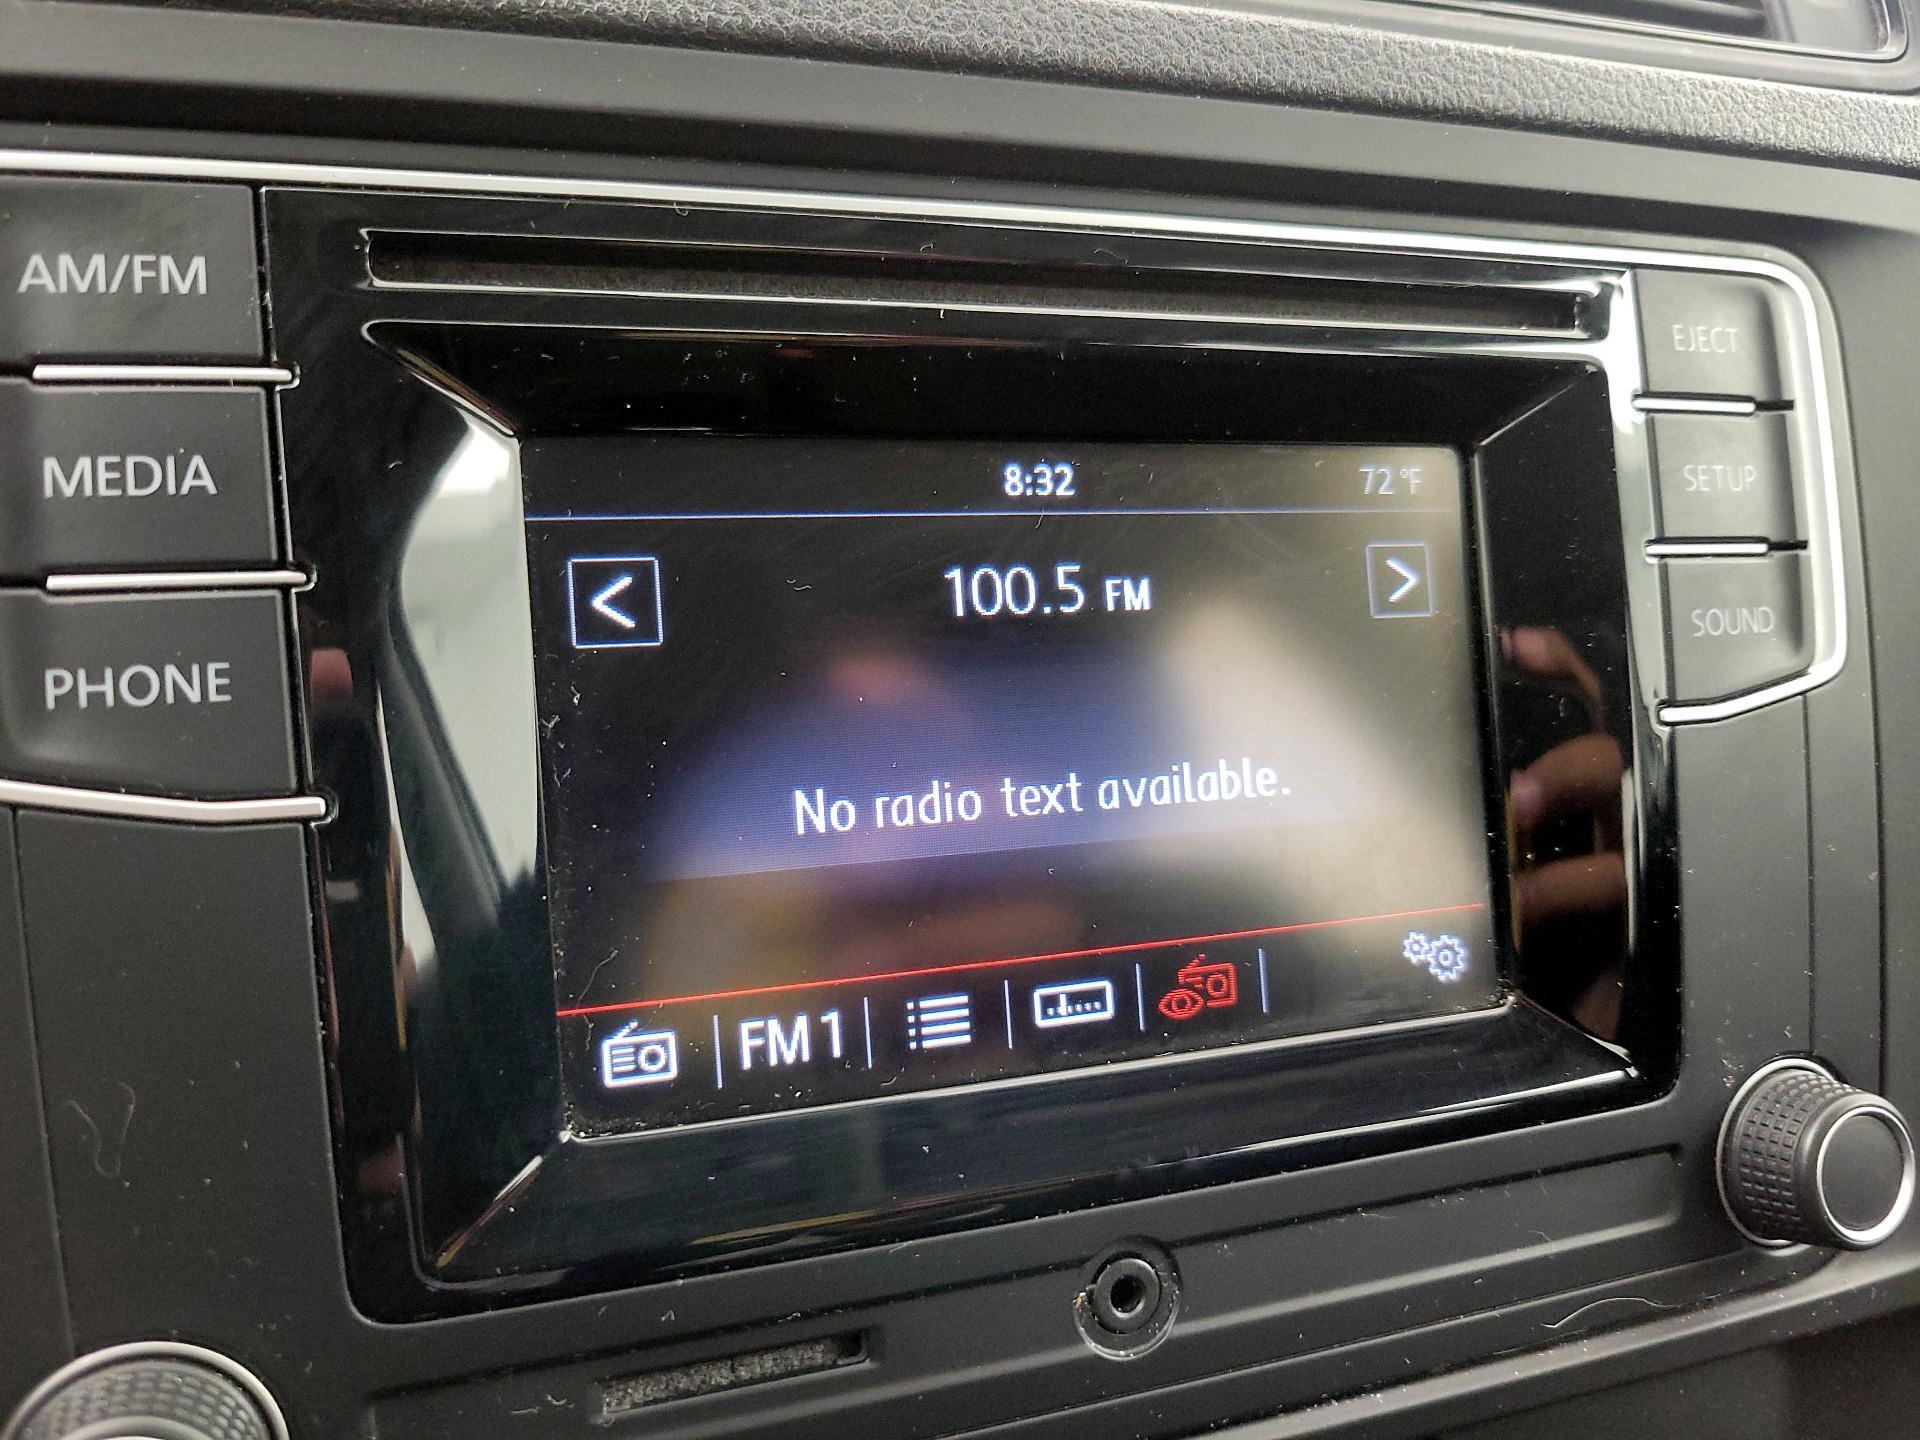 AM/FM
MEDIA
PHONE
8:32
72 °F
<
100.5 FM
>
No radio text available.
FM 1
EJECT
SETUP
SOUND